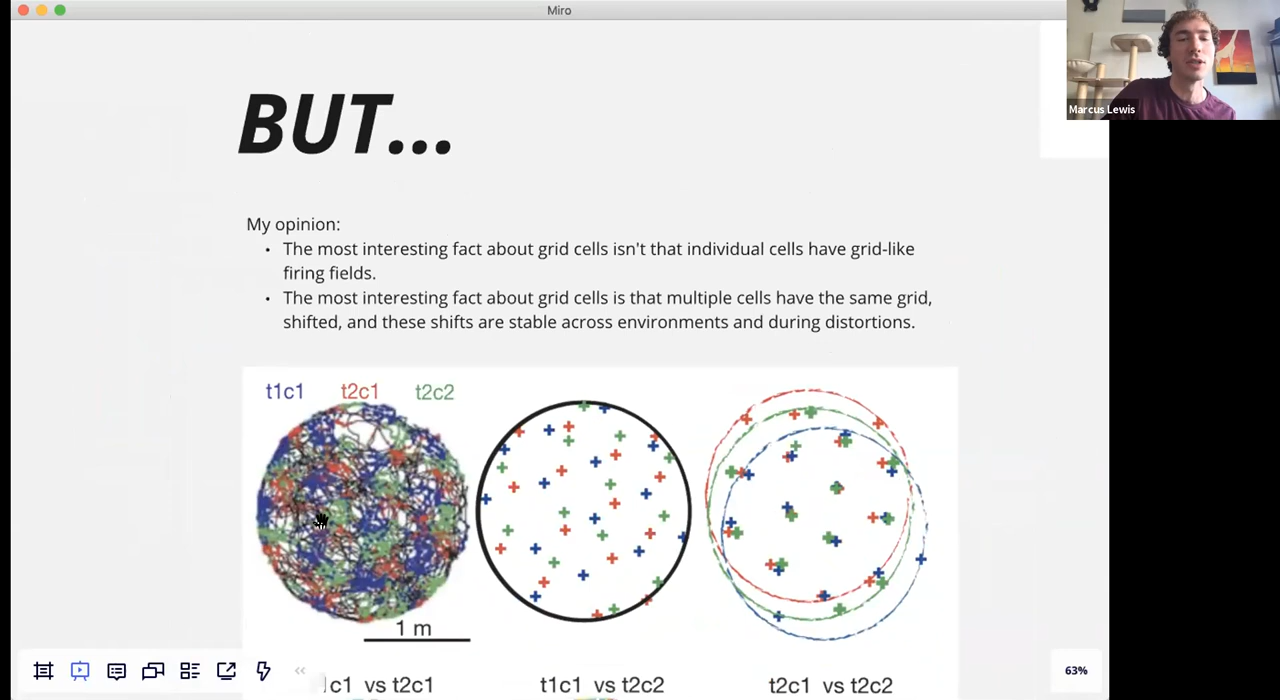 Miro
Marcus Lewis
BUT...
My opinion:
• The most interesting fact about grid cells isn't that individual cells have grid-like
firing fields.
• The most interesting fact about grid cells is that multiple cells have the same grid,
shifted, and these shifts are stable across environments and during distortions.
t1c1 t2c1 t2c2
1 m
c1 vs t2c1 t1c1 vs t2c2 t2c1 vs t2c2
63%